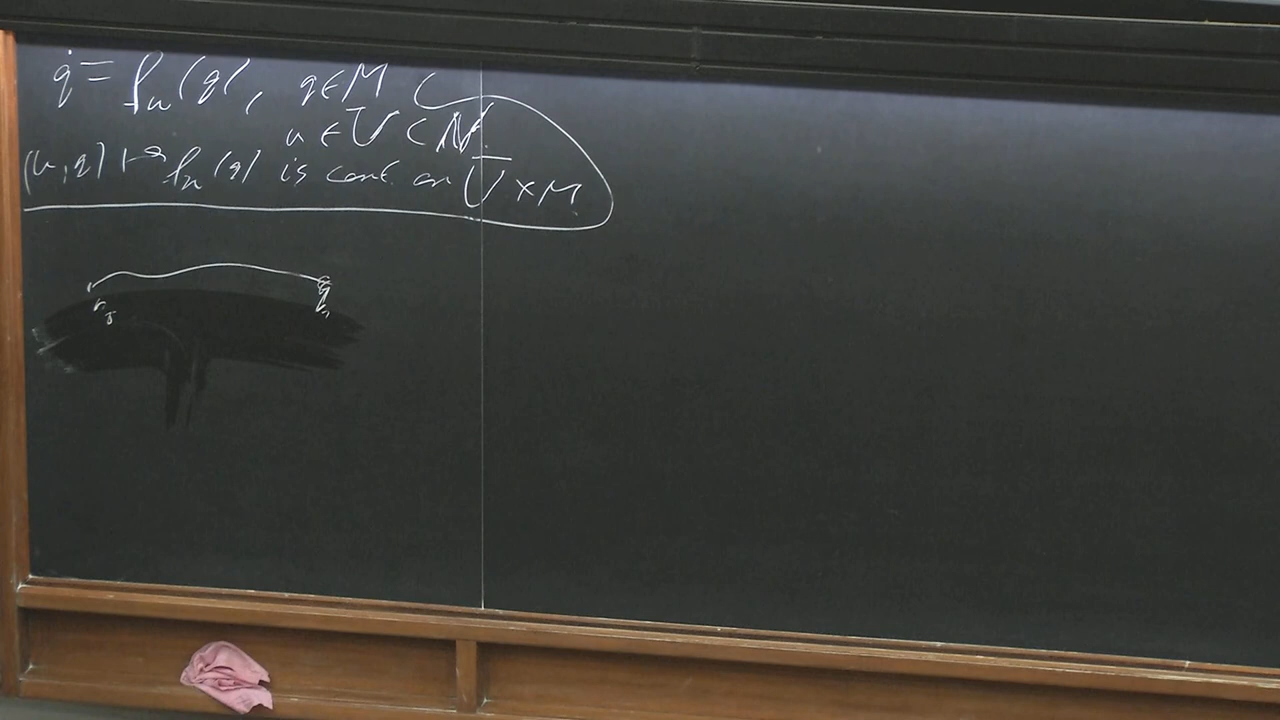 q̇ = f_u(q), q ∈ M
u ∈ U ⊂ N.
(u, q) ↦ f_u(q) is cont. on Ū × M